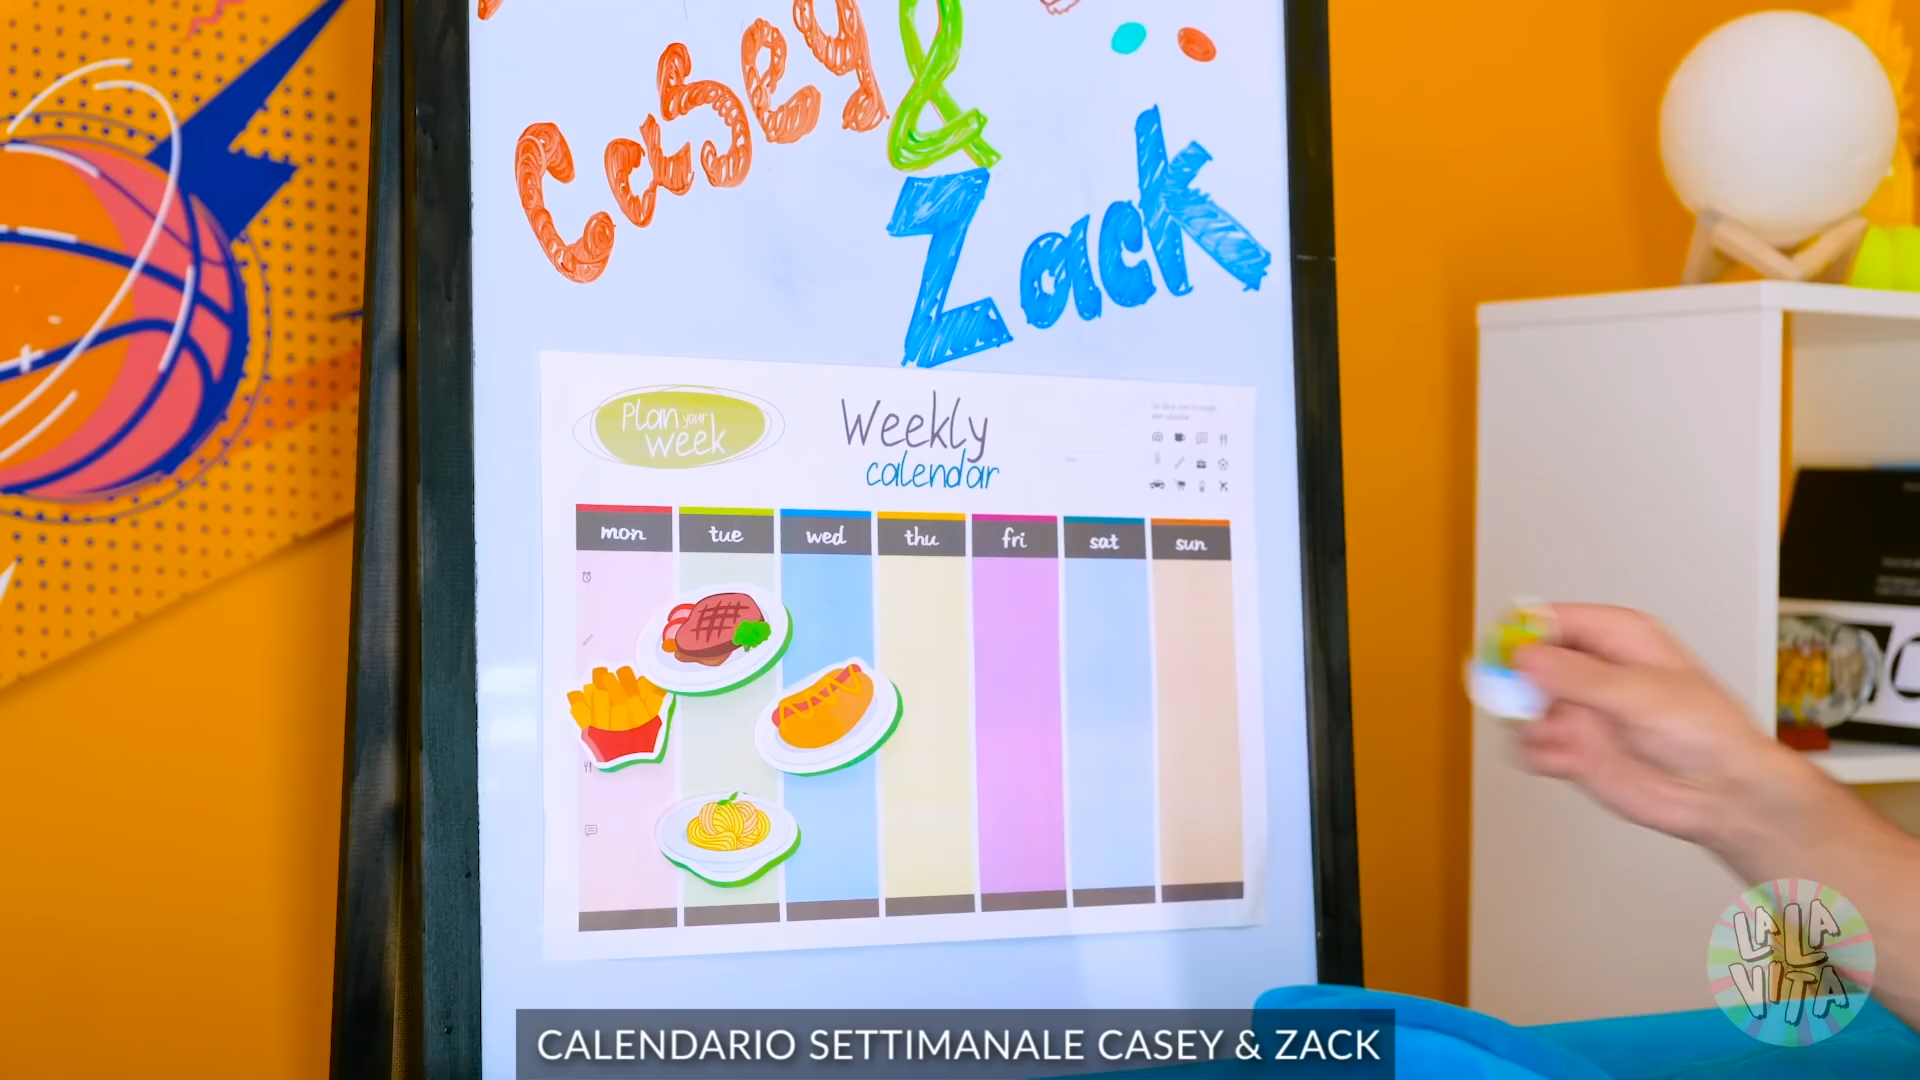 Casey &
Zack
Plan your
week
Weekly
calendar
mon tue wed thu fri sat sun
CALENDARIO SETTIMANALE CASEY & ZACK
LA LA
VITA